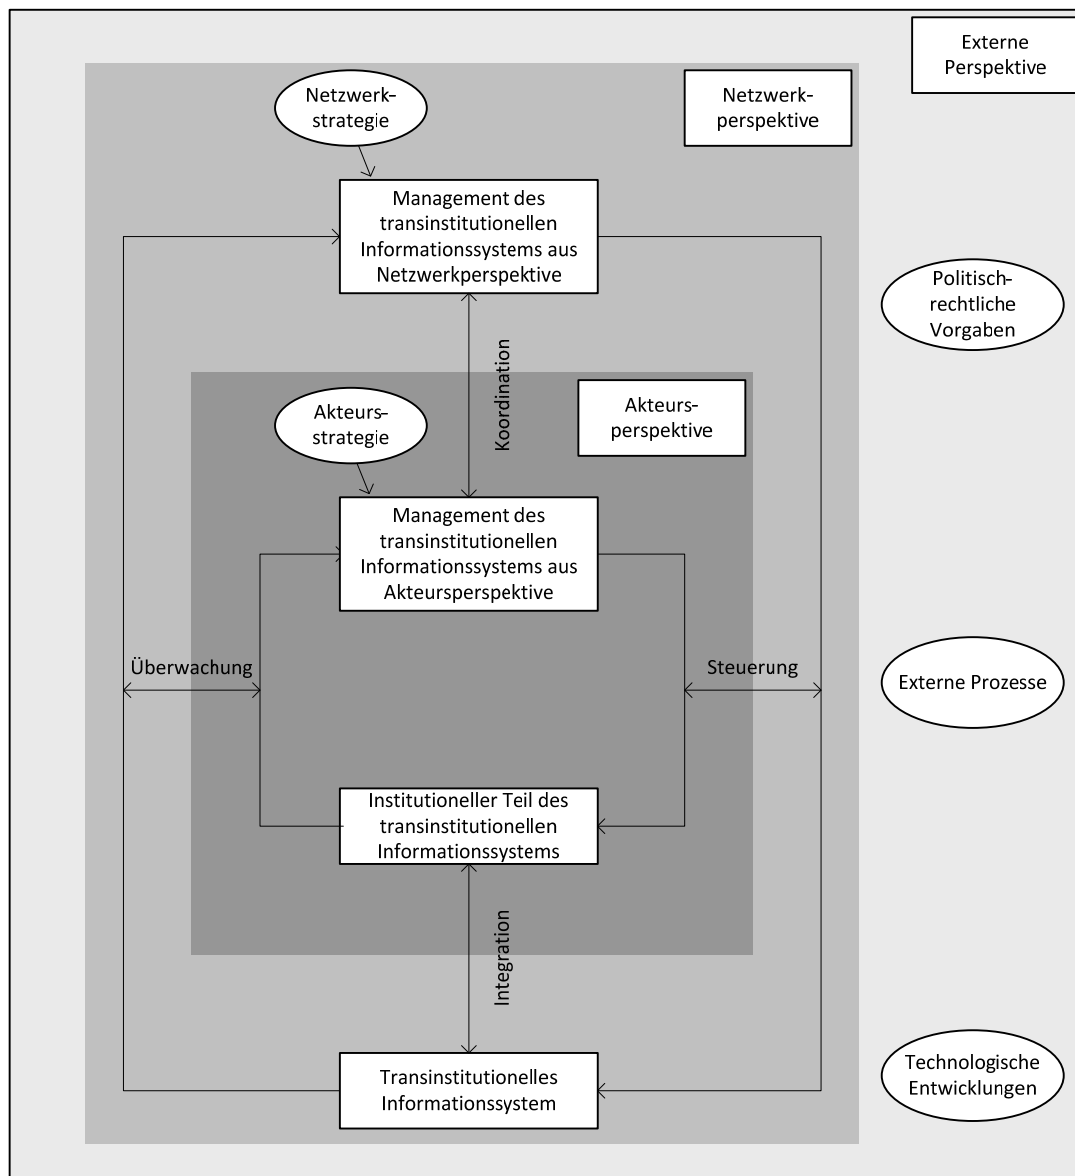 Externe
Perspektive
Netzwerk-
strategie
Netzwerk-
perspektive
Management des
transinstitutionellen
Informationssystems aus
Netzwerkperspektive
Politisch-
rechtliche
Vorgaben
Koordination
Akteurs-
strategie
Akteurs-
perspektive
Management des
transinstitutionellen
Informationssystems aus
Akteursperspektive
Überwachung
Steuerung
Externe Prozesse
Institutioneller Teil des
transinstitutionellen
Informationssystems
Integration
Transinstitutionelles
Informationssystem
Technologische
Entwicklungen